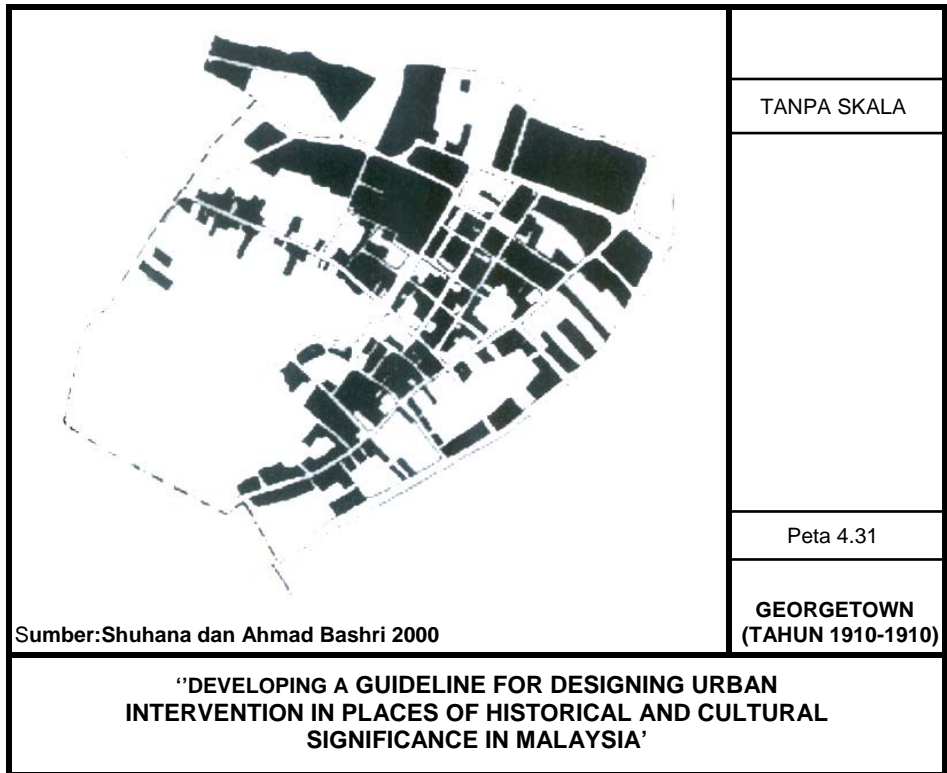 TANPA SKALA
Peta 4.31
GEORGETOWN
(TAHUN 1910-1910)
Sumber:Shuhana dan Ahmad Bashri 2000
‘’DEVELOPING A GUIDELINE FOR DESIGNING URBAN
INTERVENTION IN PLACES OF HISTORICAL AND CULTURAL
SIGNIFICANCE IN MALAYSIA’